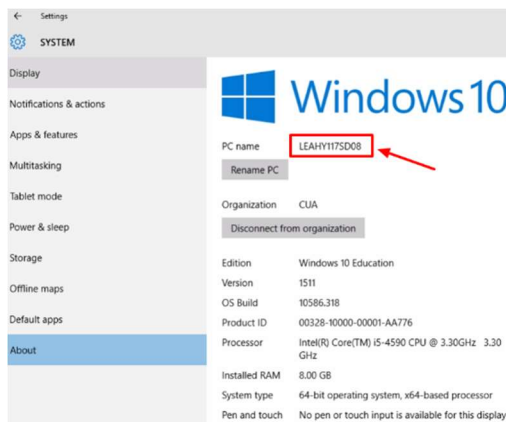 Settings
SYSTEM
Display
Notifications & actions
Apps & features
Multitasking
Tablet mode
Power & sleep
Storage
Offline maps
Default apps
About
Windows 10
PC name LEAHY117SD08
Rename PC
Organization CUA
Disconnect from organization
Edition Windows 10 Education
Version 1511
OS Build 10586.318
Product ID 00328-10000-00001-AA776
Processor Intel(R) Core(TM) i5-4590 CPU @ 3.30GHz 3.30
GHz
Installed RAM 8.00 GB
System type 64-bit operating system, x64-based processor
Pen and touch No pen or touch input is available for this display